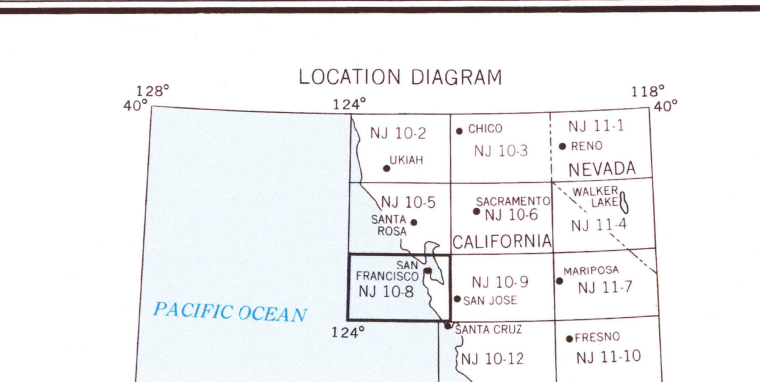 LOCATION DIAGRAM
128° 118°
40° 124° 40°
NJ 10-2 CHICO NJ 11-1
NJ 10-3 RENO
UKIAH NEVADA
NJ 10-5 SACRAMENTO WALKER
SANTA NJ 10-6 LAKE
ROSA NJ 11-4
CALIFORNIA
SAN MARIPOSA
FRANCISCO NJ 10-9 NJ 11-7
NJ 10-8 SAN JOSE
PACIFIC OCEAN
124° SANTA CRUZ FRESNO
NJ 10-12 NJ 11-10